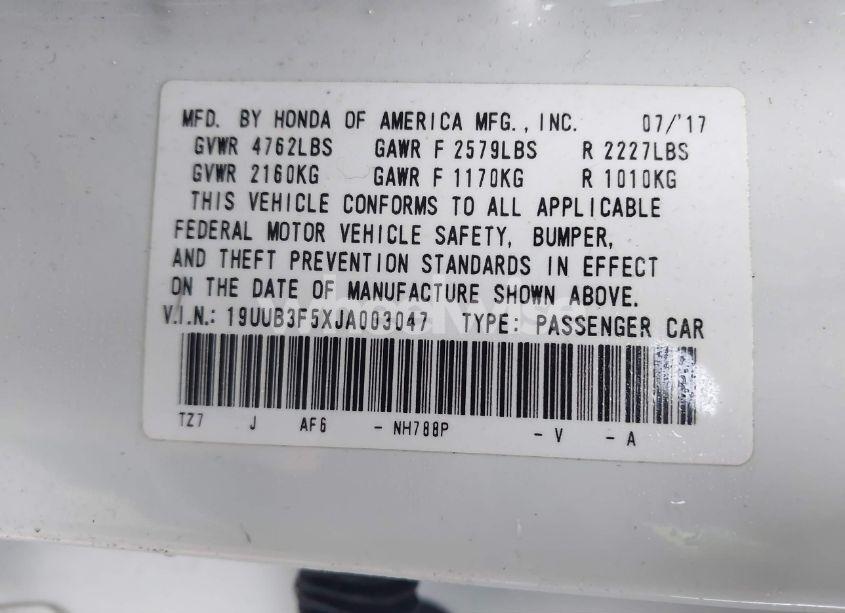 MFD. BY HONDA OF AMERICA MFG., INC. 07/'17
GVWR 4762LBS GAWR F 2579LBS R 2227LBS
GVWR 2160KG GAWR F 1170KG R 1010KG
THIS VEHICLE CONFORMS TO ALL APPLICABLE
FEDERAL MOTOR VEHICLE SAFETY, BUMPER,
AND THEFT PREVENTION STANDARDS IN EFFECT
ON THE DATE OF MANUFACTURE SHOWN ABOVE.
V.I.N.: 19UUB3F5XJA003047 TYPE: PASSENGER CAR
TZ7 J AF6 - NH788P - V - A